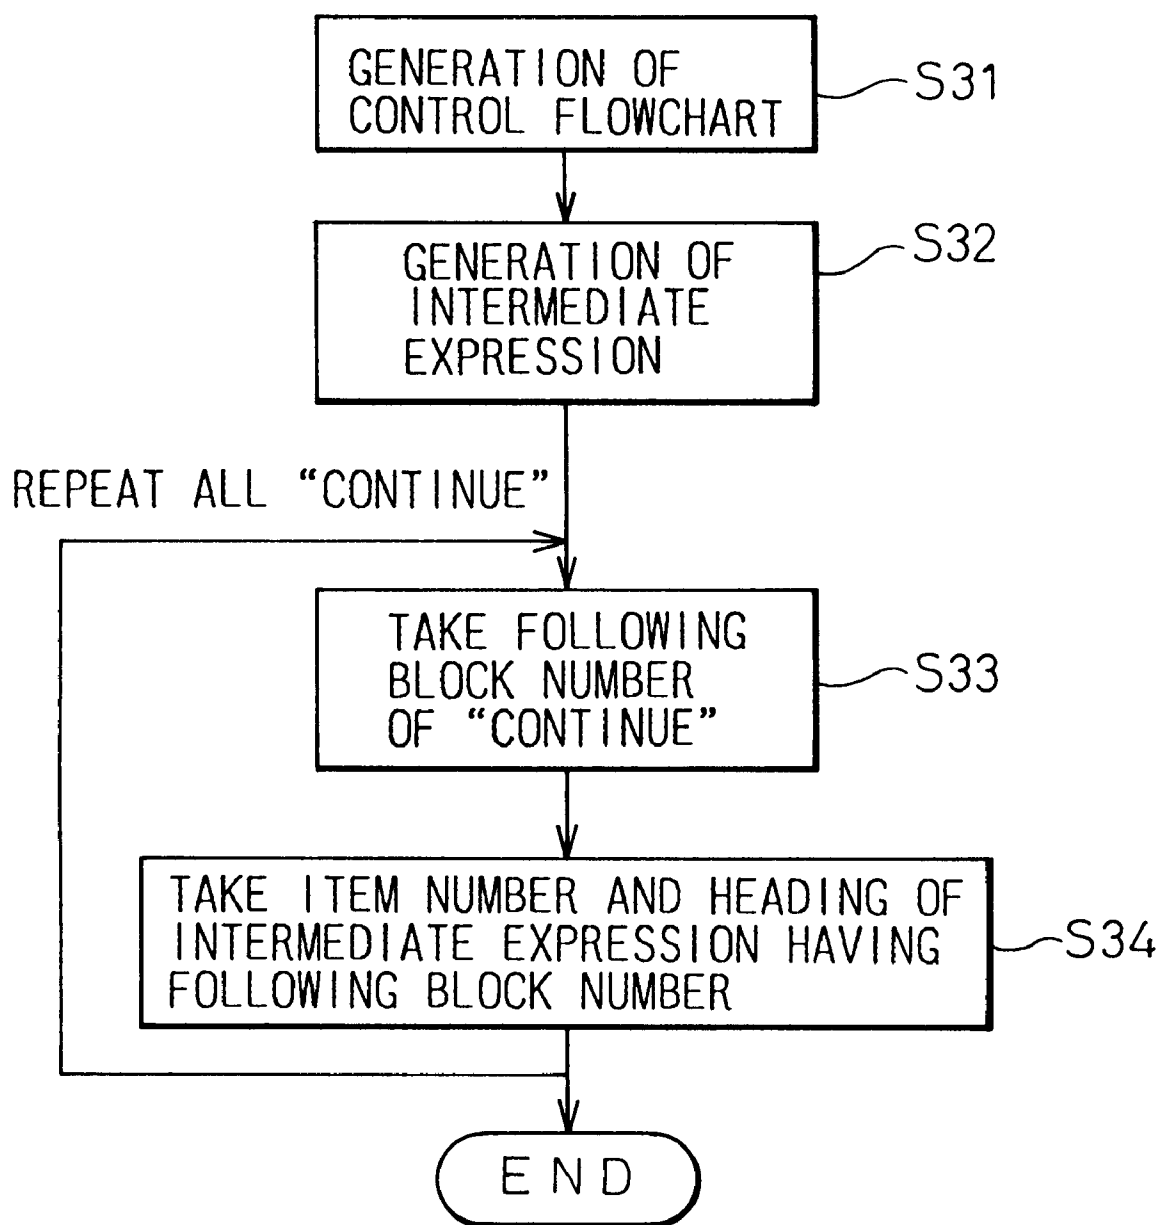 GENERATION OF
CONTROL FLOWCHART
S31
GENERATION OF
INTERMEDIATE
EXPRESSION
S32
REPEAT ALL “CONTINUE”
TAKE FOLLOWING
BLOCK NUMBER
OF “CONTINUE”
S33
TAKE ITEM NUMBER AND HEADING OF
INTERMEDIATE EXPRESSION HAVING
FOLLOWING BLOCK NUMBER
S34
END